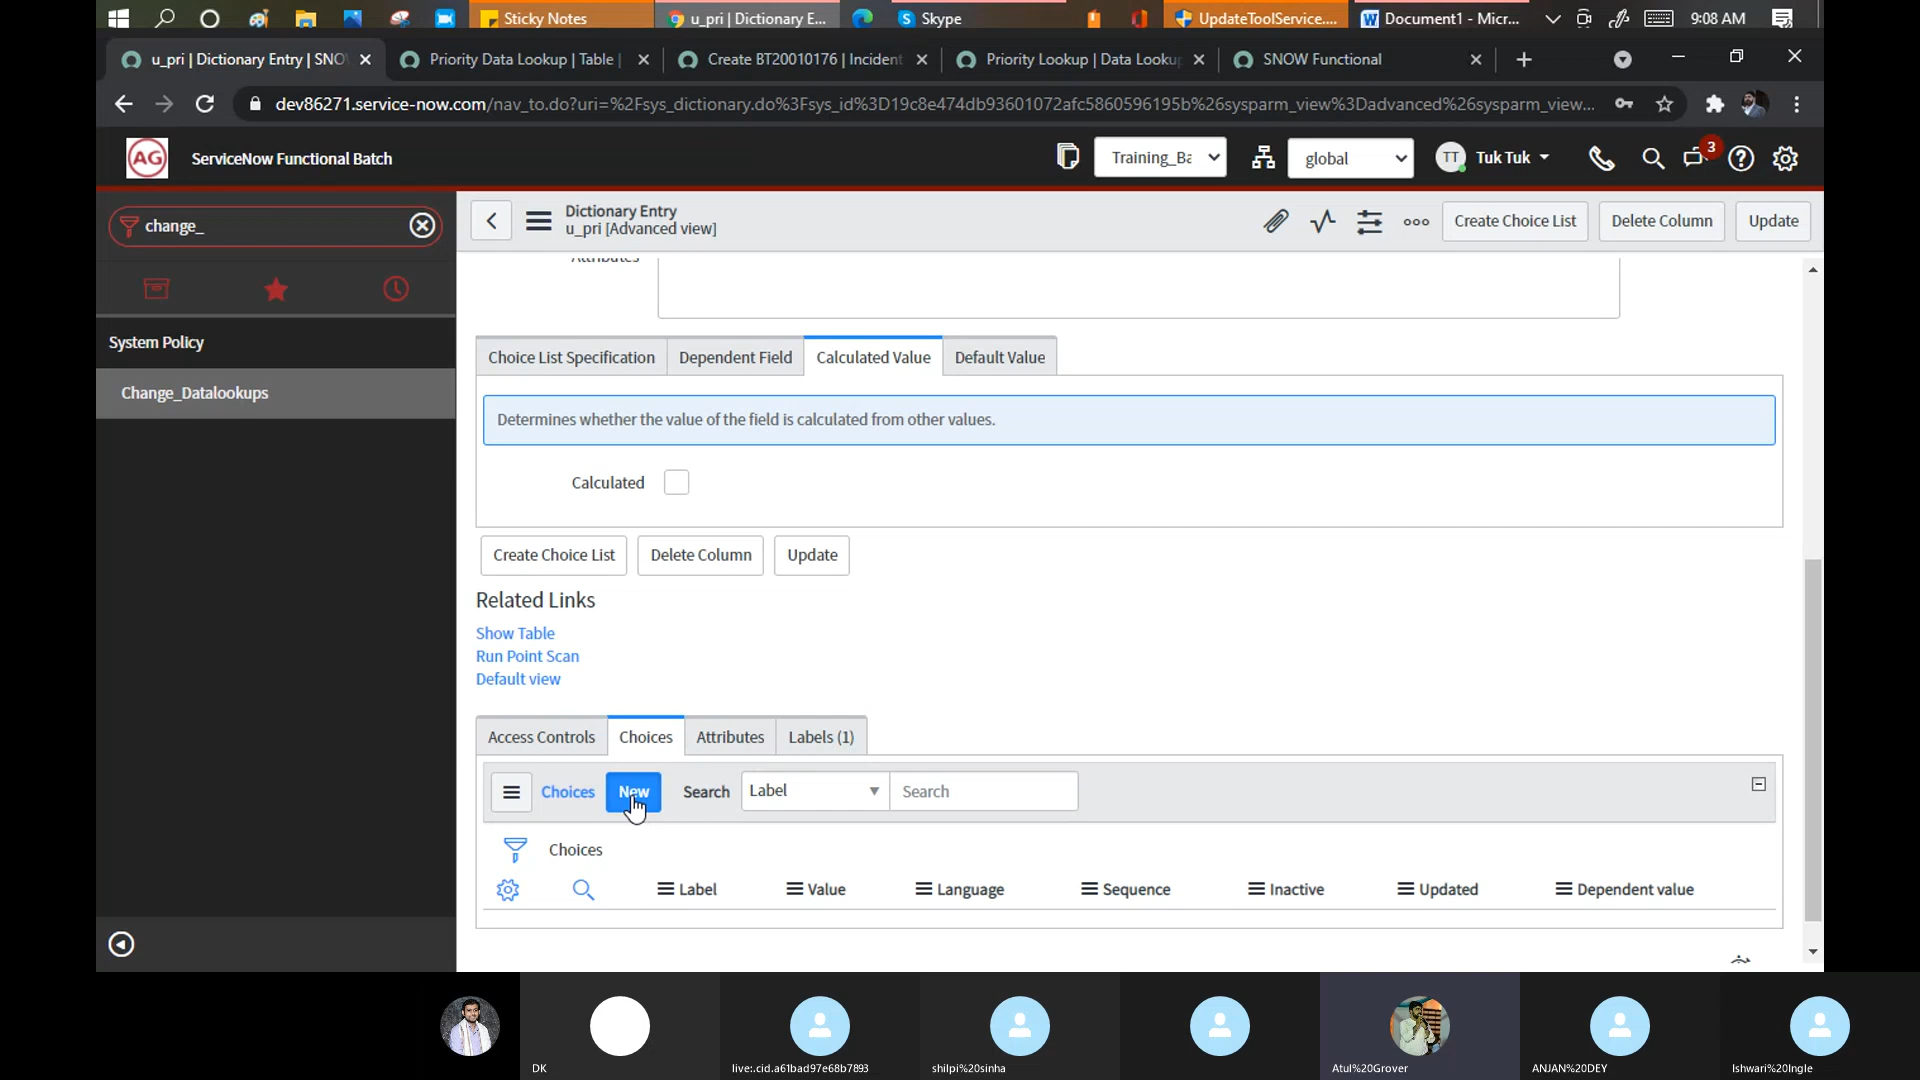 Sticky Notes
u_pri | Dictionary E...
Skype
UpdateToolService....
Document1 - Micr...
9:08 AM
u_pri | Dictionary Entry | SNO
Priority Data Lookup | Table |
Create BT20010176 | Incident
Priority Lookup | Data Looku
SNOW Functional
dev86271.service-now.com/nav_to.do?uri=%2Fsys_dictionary.do%3Fsys_id%3D19c8e474db93601072afc5860596195b%26sysparm_view%3Dadvanced%26sysparm_view...
AG
ServiceNow Functional Batch
Training_Ba
global
TT
Tuk Tuk
3
change_
Dictionary Entry
u_pri [Advanced view]
Create Choice List
Delete Column
Update
Attributes
System Policy
Change_Datalookups
Choice List Specification
Dependent Field
Calculated Value
Default Value
Determines whether the value of the field is calculated from other values.
Calculated
Create Choice List
Delete Column
Update
Related Links
Show Table
Run Point Scan
Default view
Access Controls
Choices
Attributes
Labels (1)
Choices
New
Search
Label
Search
Choices
Label
Value
Language
Sequence
Inactive
Updated
Dependent value
DK
live:.cid.a61bad97e68b7893
shilpi%20sinha
Atul%20Grover
ANJAN%20DEY
Ishwari%20Ingle